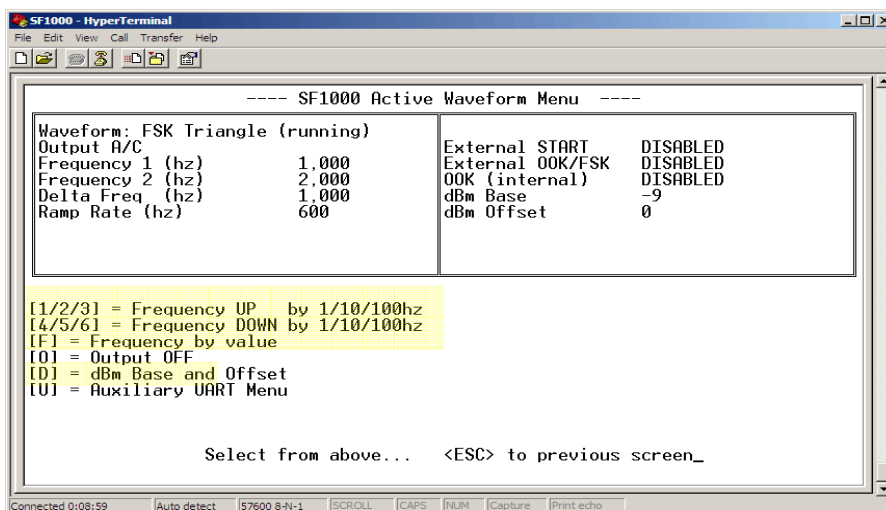 SF1000 - HyperTerminal
File Edit View Call Transfer Help
---- SF1000 Active Waveform Menu ----
Waveform: FSK Triangle (running)
Output A/C
Frequency 1 (hz) 1,000
Frequency 2 (hz) 2,000
Delta Freq (hz) 1,000
Ramp Rate (hz) 600
External START DISABLED
External OOK/FSK DISABLED
OOK (internal) DISABLED
dBm Base -9
dBm Offset 0
[1/2/3] = Frequency UP by 1/10/100hz
[4/5/6] = Frequency DOWN by 1/10/100hz
[F] = Frequency by value
[O] = Output OFF
[D] = dBm Base and Offset
[U] = Auxiliary UART Menu
Select from above... <ESC> to previous screen_
Connected 0:08:59 Auto detect 57600 8-N-1 SCROLL CAPS NUM Capture Print echo